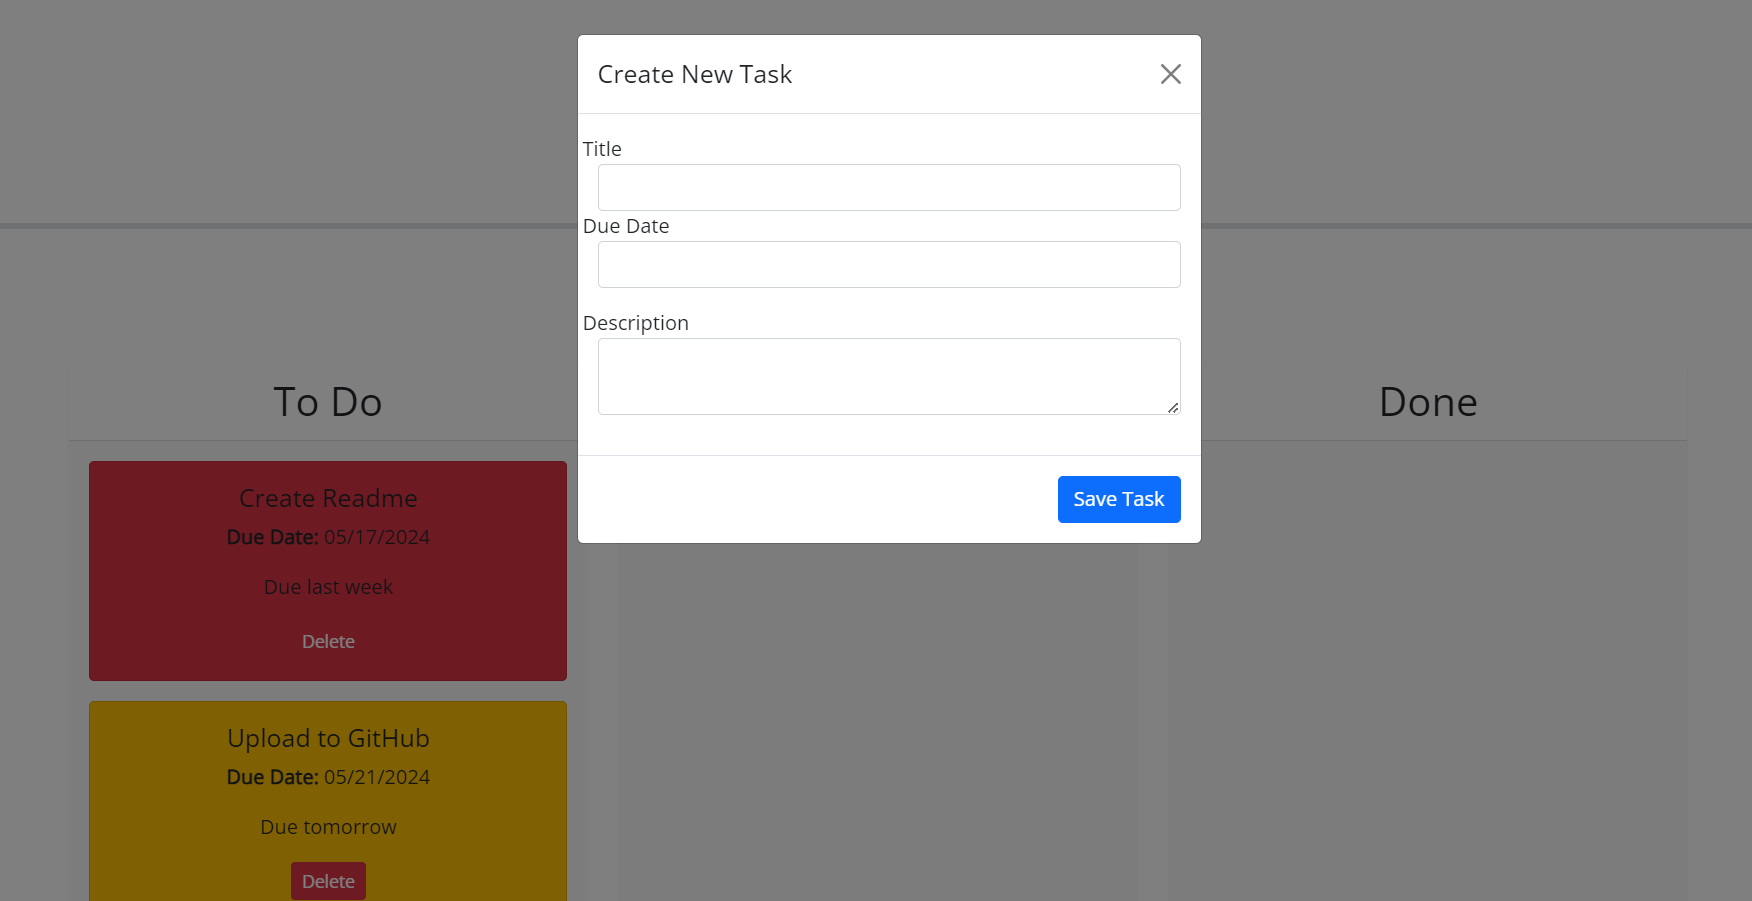 Create New Task
Title
Due Date
Description
Save Task
To Do
Create Readme
Due Date: 05/17/2024
Due last week
Delete
Upload to GitHub
Due Date: 05/21/2024
Due tomorrow
Delete
Done